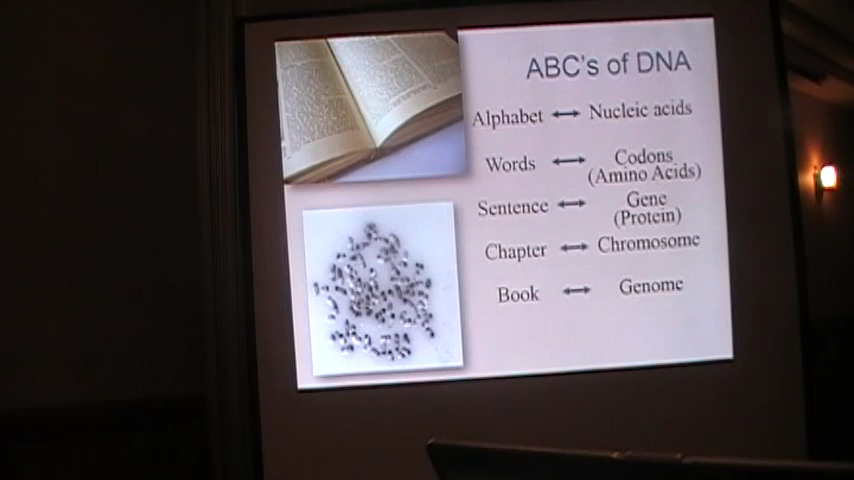 ABC's of DNA
Alphabet ↔ Nucleic acids
Words ↔ Codons
(Amino Acids)
Sentence ↔ Gene
(Protein)
Chapter ↔ Chromosome
Book ↔ Genome